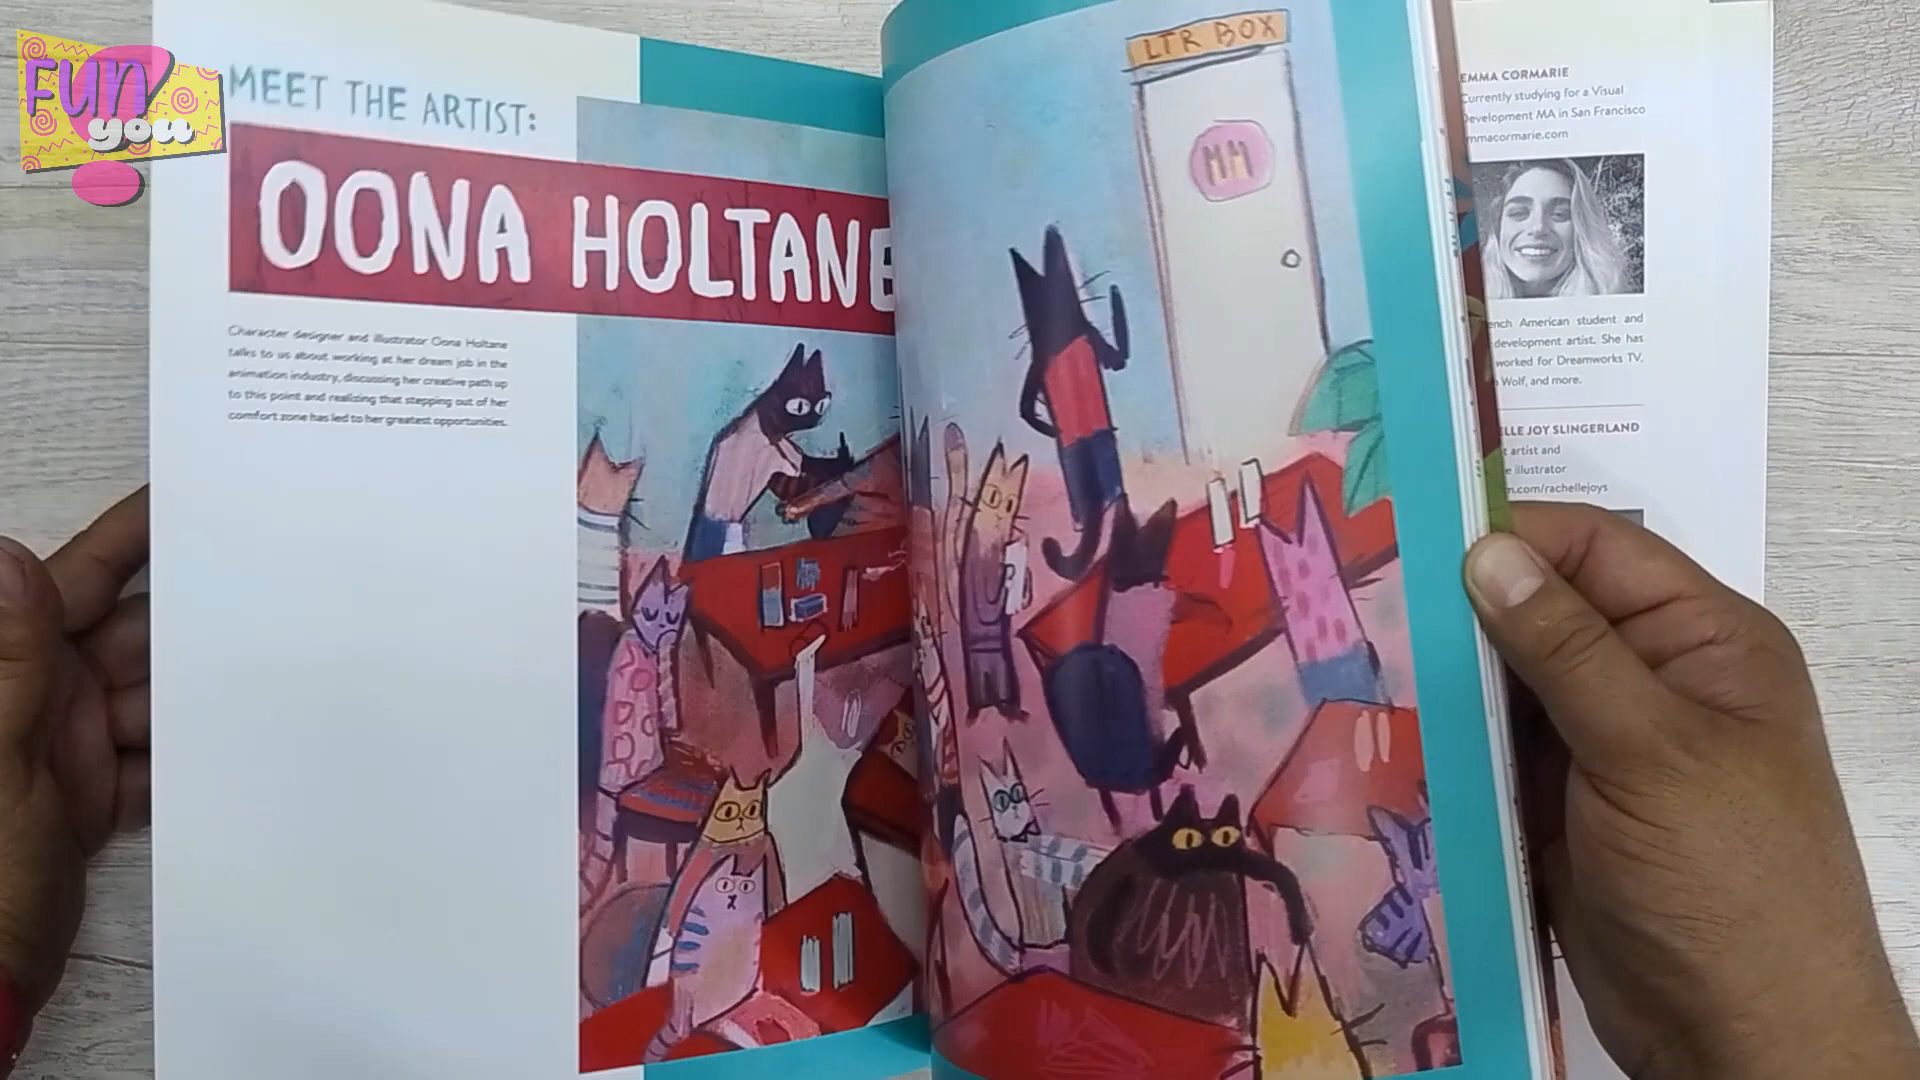 Fun
you
MEET THE ARTIST:
OONA HOLTANE
Character designer and illustrator Oona Holtane
talks to us about working at her dream job in the
animation industry, discussing her creative path up
to this point and realizing that stepping out of her
comfort zone has led to her greatest opportunities.
LTR BOX
MM
EMMA CORMARIE
Currently studying for a Visual
Development MA in San Francisco
mmacormarie.com
ench American student and
development artist. She has
worked for Dreamworks TV,
Wolf, and more.
ELLE JOY SLINGERLAND
t artist and
e illustrator
m.com/rachellejoys